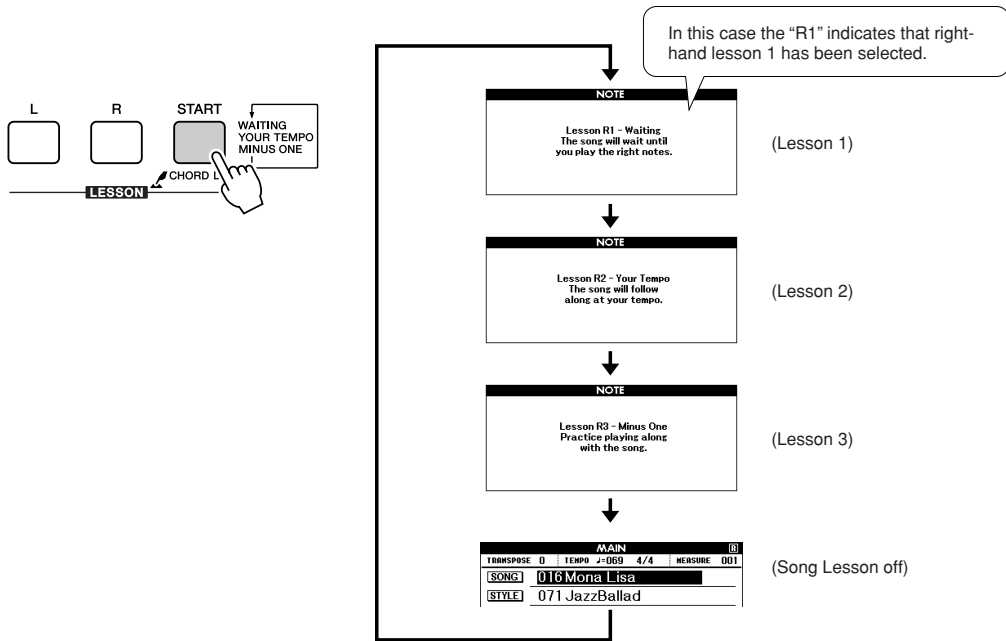 In this case the “R1” indicates that right-
hand lesson 1 has been selected.
L R START
WAITING
YOUR TEMPO
MINUS ONE
CHORD L
LESSON
NOTE
Lesson R1 - Waiting
The song will wait until
you play the right notes.
(Lesson 1)
NOTE
Lesson R2 - Your Tempo
The song will follow
along at your tempo.
(Lesson 2)
NOTE
Lesson R3 - Minus One
Practice playing along
with the song.
(Lesson 3)
MAIN R
TRANSPOSE 0 TEMPO ♩=069 4/4 MEASURE 001
SONG 016 Mona Lisa
STYLE 071 JazzBallad
(Song Lesson off)